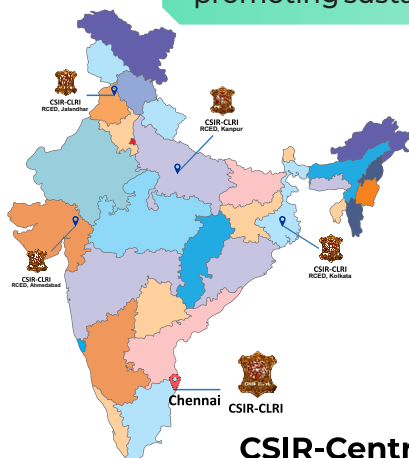 promoting susta
CSIR-CLRI
RCED, Jalandhar
CSIR-CLRI
RCED, Kanpur
CSIR-CLRI
RCED, Ahmedabad
CSIR-CLRI
RCED, Kolkata
Chennai
CSIR-CLRI
CSIR-Centr